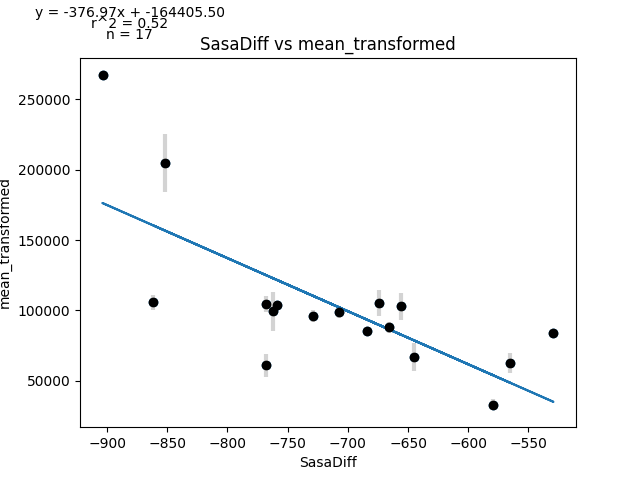 y = -376.97x + -164405.50
r^2 = 0.52
n = 17
SasaDiff vs mean_transformed
mean_transformed
250000
200000
150000
100000
50000
−900 −850 −800 −750 −700 −650 −600 −550
SasaDiff